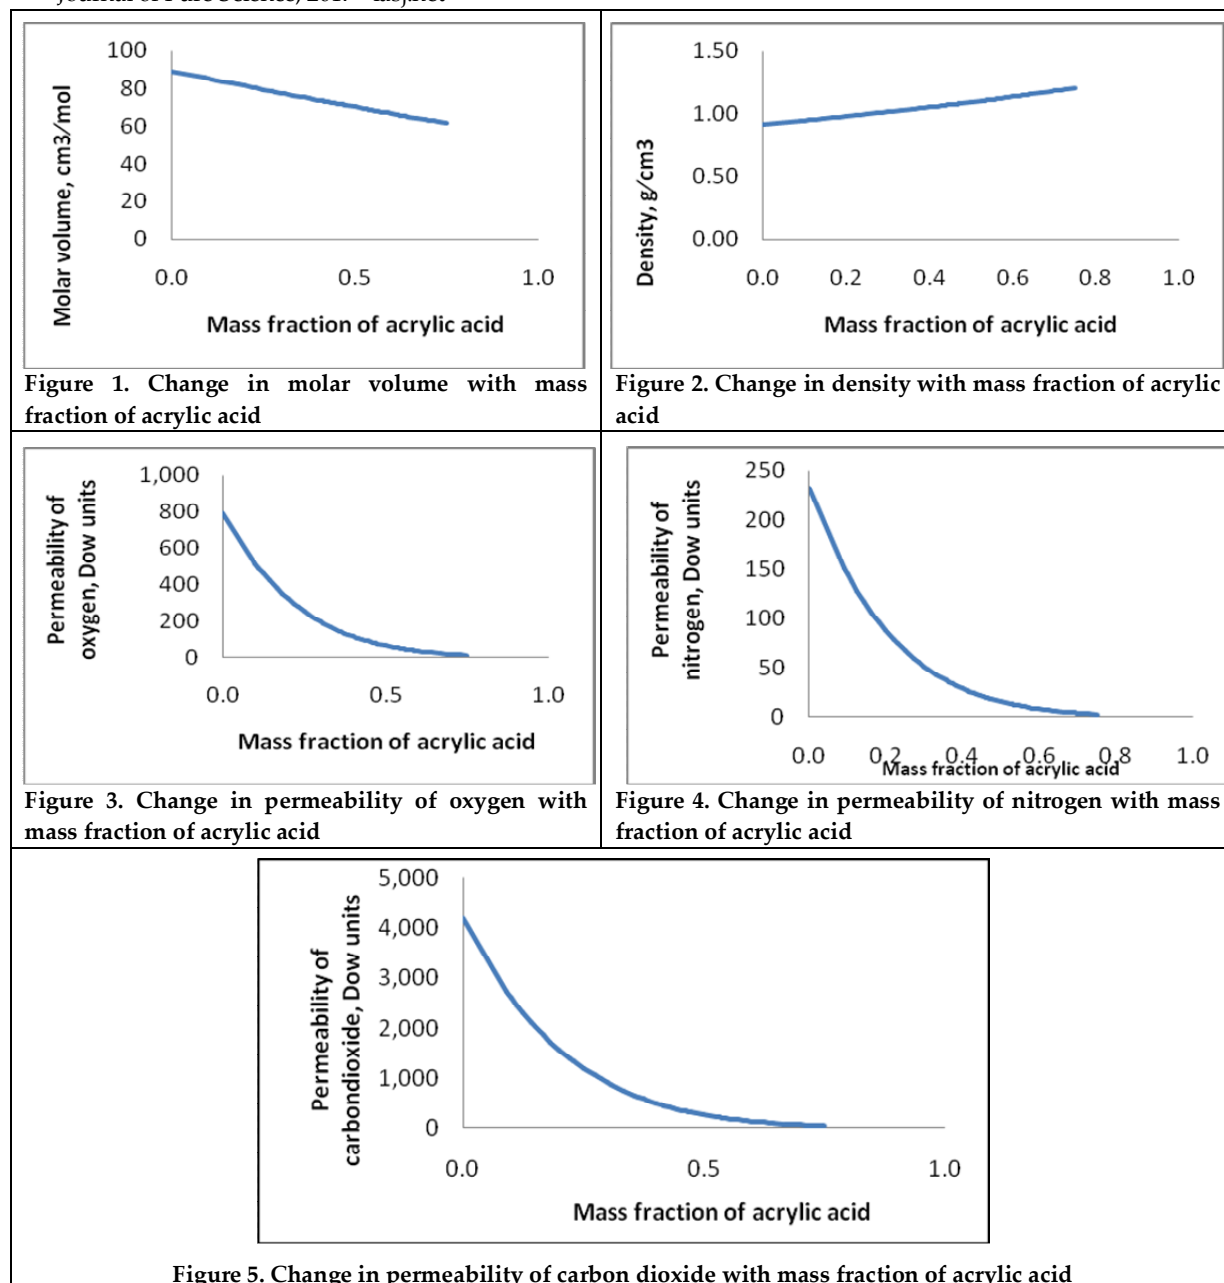 100
80
60
40
20
0
0.0 0.5 1.0
Molar volume, cm3/mol
Mass fraction of acrylic acid
Figure 1. Change in molar volume with mass
fraction of acrylic acid
1.50
1.00
0.50
0.00
0.0 0.2 0.4 0.6 0.8 1.0
Density, g/cm3
Mass fraction of acrylic acid
Figure 2. Change in density with mass fraction of acrylic
acid
1,000
800
600
400
200
0
0.0 0.5 1.0
Permeability of
oxygen, Dow units
Mass fraction of acrylic acid
Figure 3. Change in permeability of oxygen with
mass fraction of acrylic acid
250
200
150
100
50
0
0.0 0.2 0.4 0.6 0.8 1.0
Permeability of
nitrogen, Dow units
Mass fraction of acrylic acid
Figure 4. Change in permeability of nitrogen with mass
fraction of acrylic acid
5,000
4,000
3,000
2,000
1,000
0
0.0 0.5 1.0
Permeability of
carbondioxide, Dow units
Mass fraction of acrylic acid
Figure 5. Change in permeability of carbon dioxide with mass fraction of acrylic acid